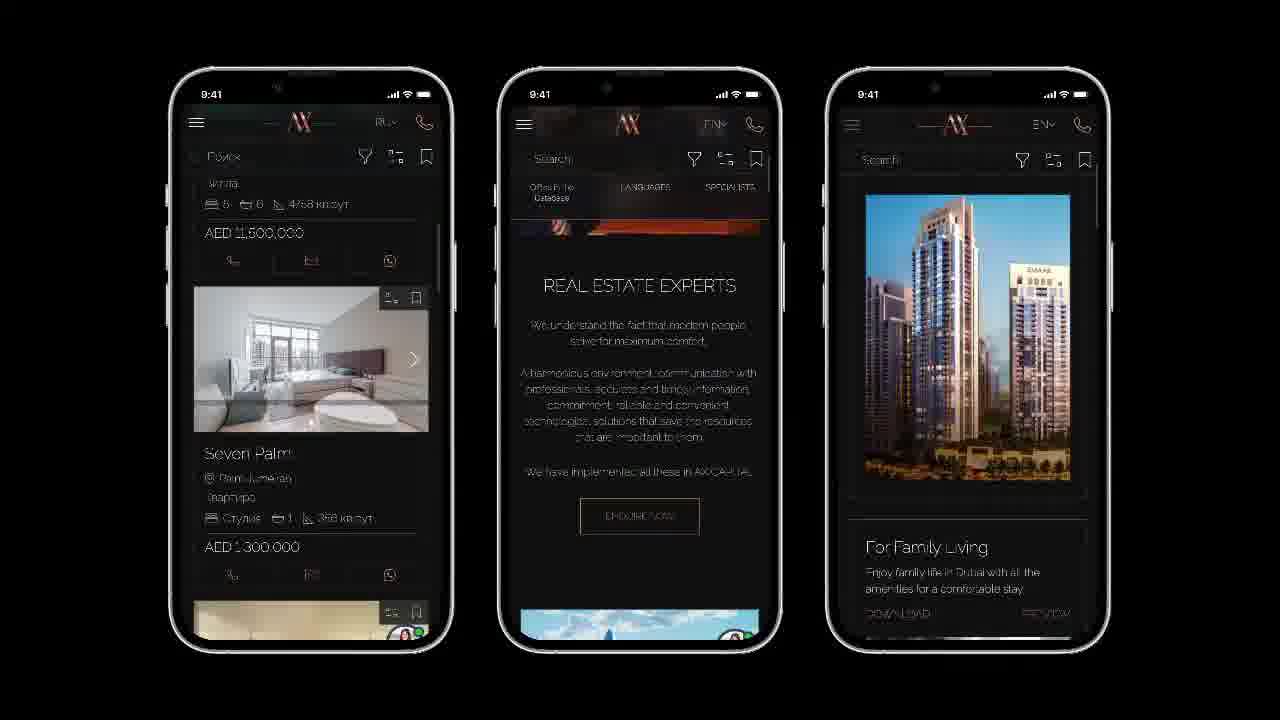 9:41
AX
RU
Поиск
Вилла
6 6 4758 кв.фут
AED 11,500,000
Seven Palm
Palm Jumeirah
Квартира
Студия 1 356 кв.фут
AED 1 300,000
9:41
AX
EN
Search
Offers in The
Database
LANGUAGES
SPECIALISTS
REAL ESTATE EXPERTS
We understand the fact that modern people
strive for maximum comfort.
A harmonious environment, communication with
professionals, accurate and timely information,
commitment, reliable and convenient
technological solutions that save the resources
that are important to them.
We have implemented all these in AX CAPITAL
ENQUIRE NOW
9:41
AX
EN
Search
EMAAR
For Family Living
Enjoy family life in Dubai with all the
amenities for a comfortable stay
DOWNLOAD
PREVIEW